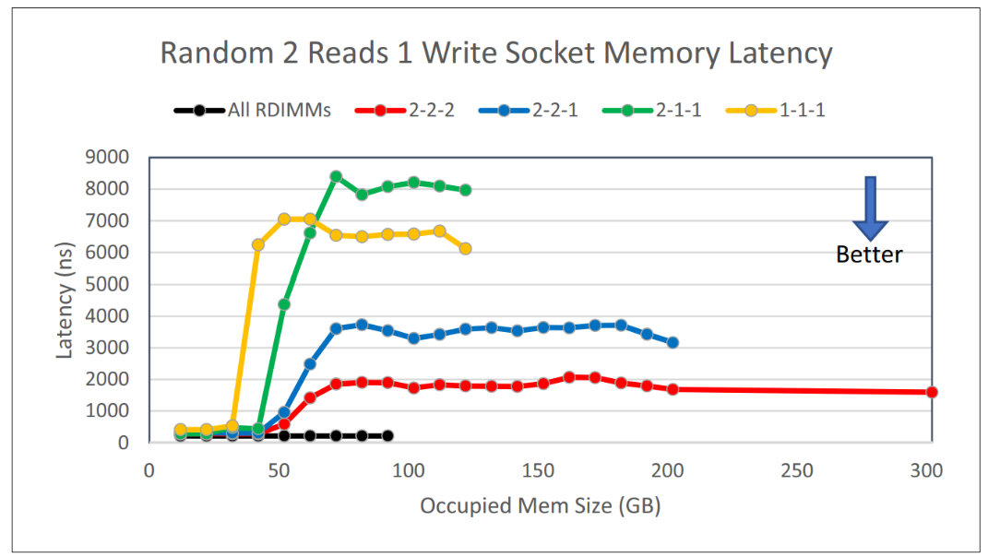 Random 2 Reads 1 Write Socket Memory Latency
All RDIMMs 2-2-2 2-2-1 2-1-1 1-1-1
9000
8000
7000
6000
5000
4000
3000
2000
1000
0
Latency (ns)
Better
0 50 100 150 200 250 300
Occupied Mem Size (GB)